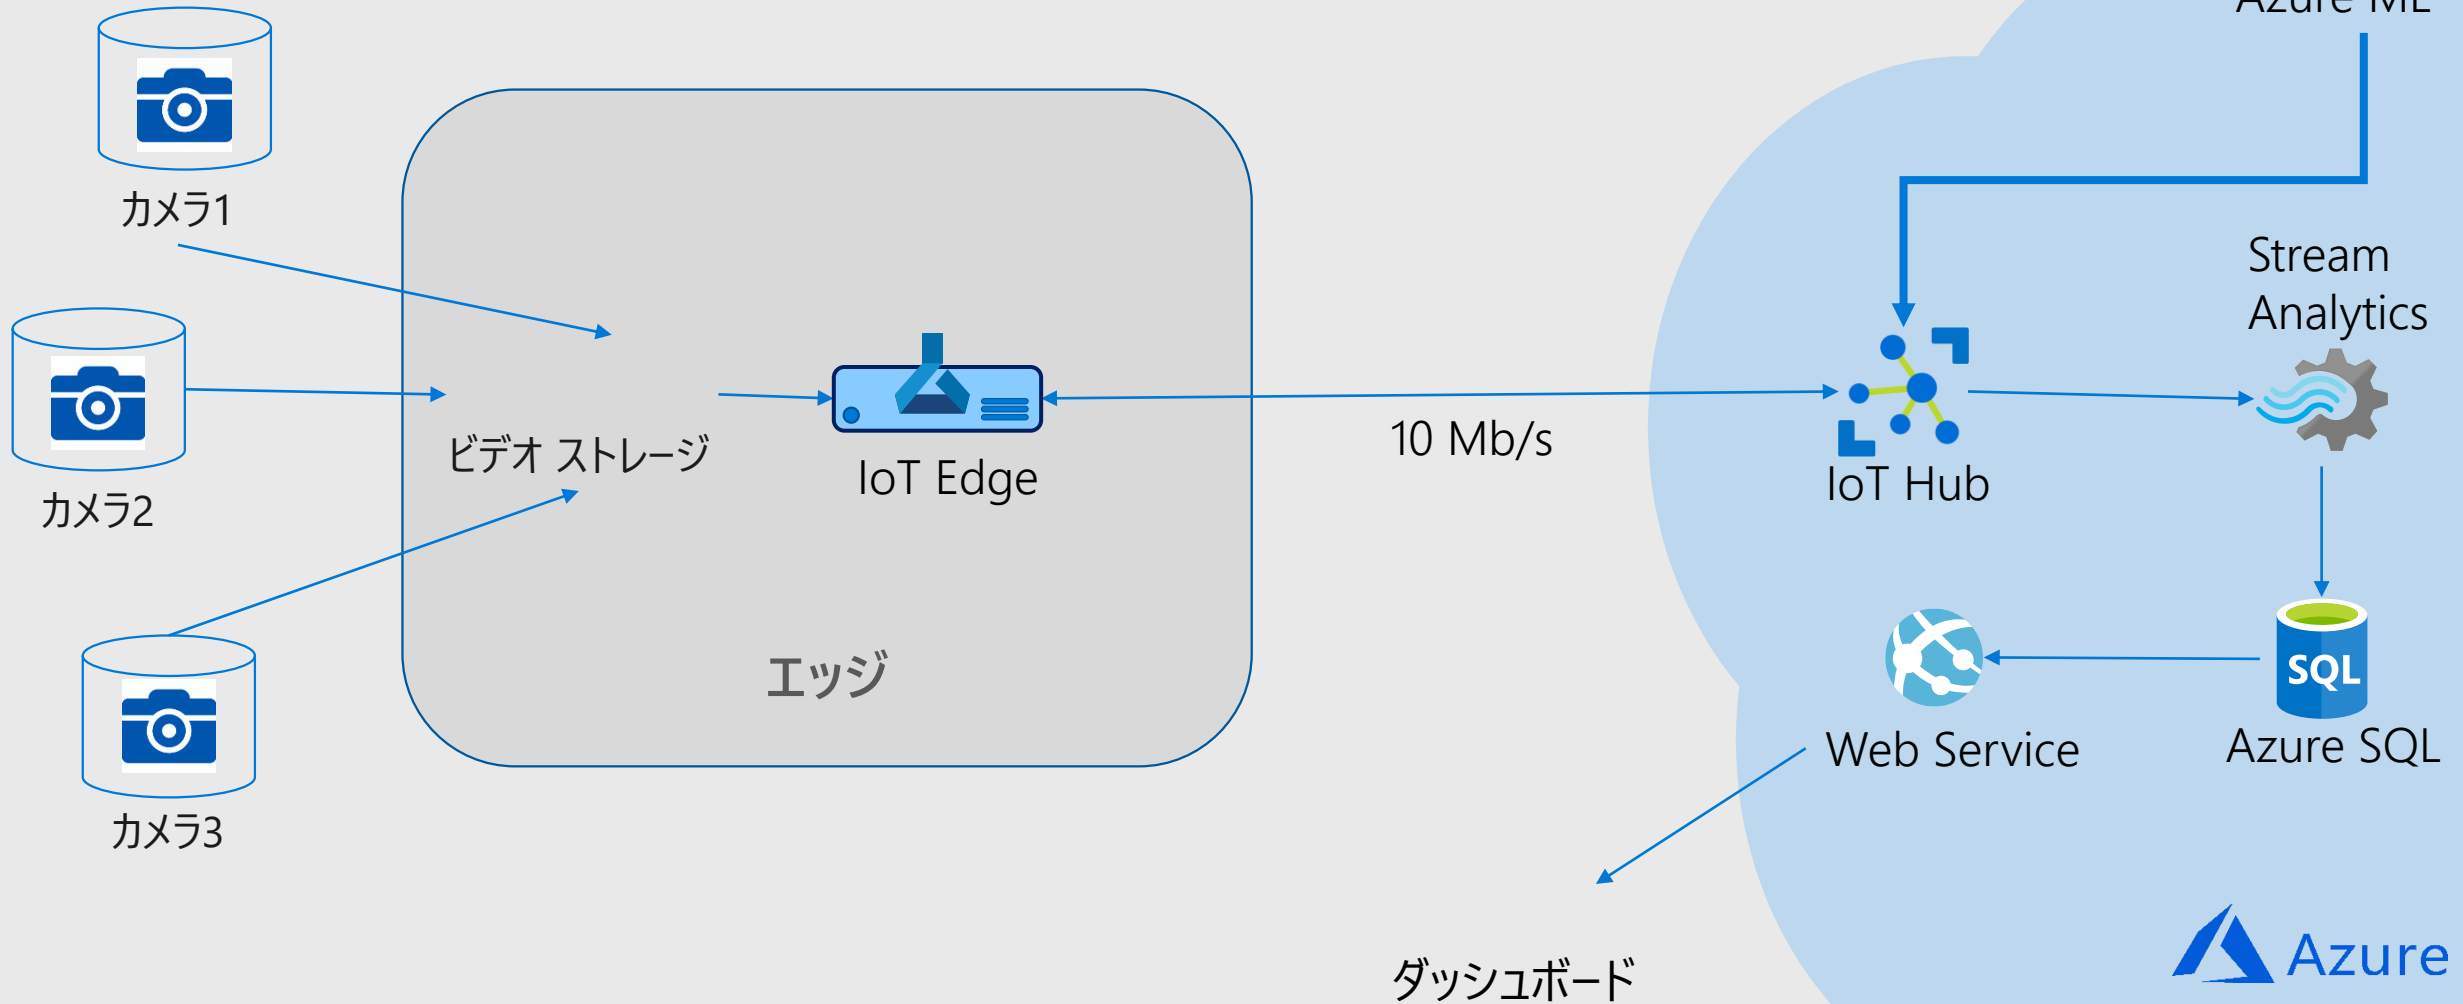 Azure ML
カメラ1
Stream
Analytics
10 Mb/s
ビデオ ストレージ
IoT Edge
IoT Hub
カメラ2
エッジ
SQL
Web Service
Azure SQL
カメラ3
Azure
ダッシュボード